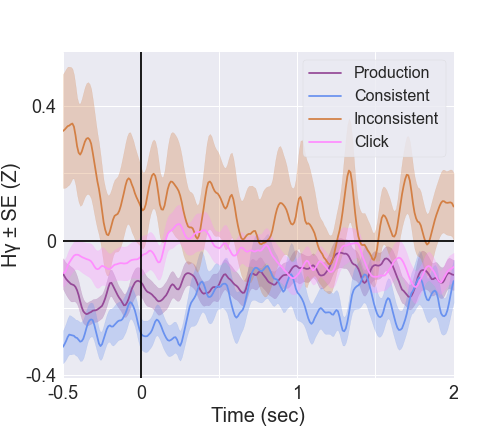 Production
Consistent
Inconsistent
Click
Hγ ± SE (Z)
0.4
0
-0.4
-0.5
0
1
2
Time (sec)